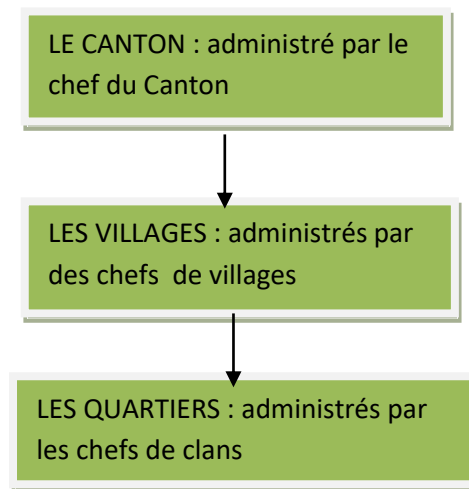 LE CANTON : administré par le
chef du Canton
LES VILLAGES : administrés par
des chefs  de villages
LES QUARTIERS : administrés par
les chefs de clans